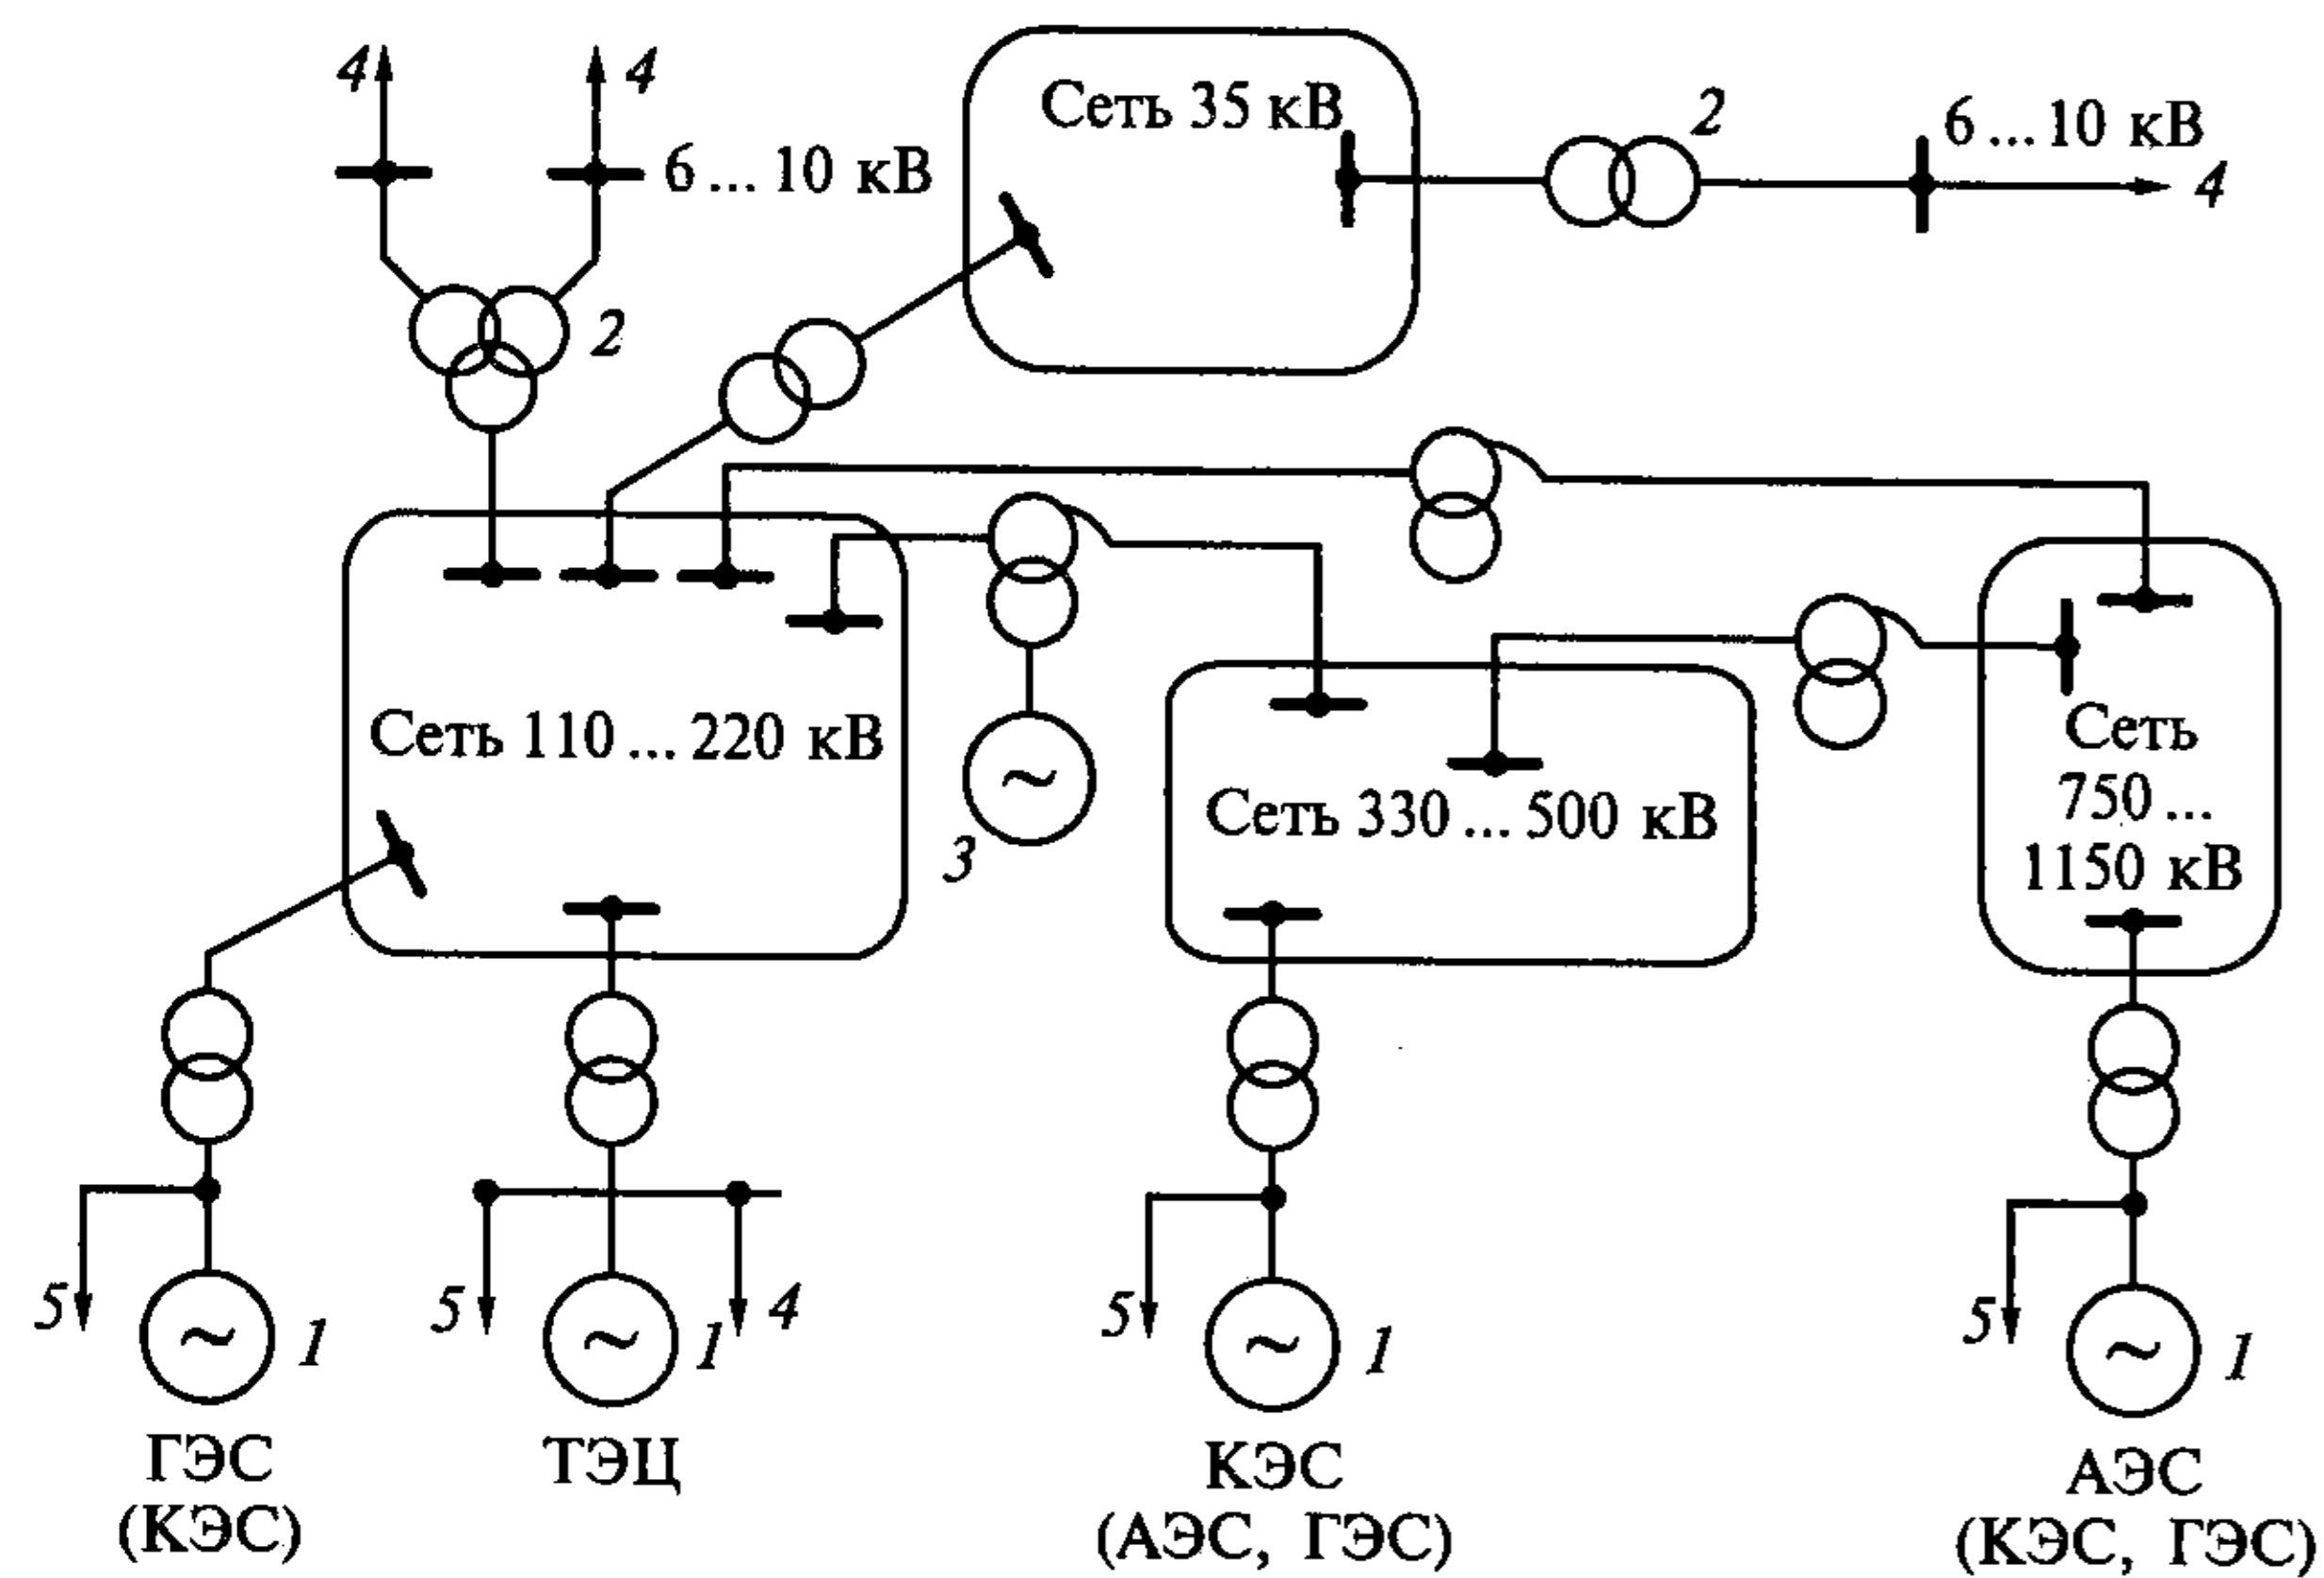 4
4
6 ... 10 кВ
2
Сеть 35 кВ
2
6 ... 10 кВ
4
Сеть 110 ... 220 кВ
3
Сеть 330 ... 500 кВ
Сеть
750 ...
1150 кВ
5
1
5
1
4
5
1
5
1
ГЭС
(КЭС)
ТЭЦ
КЭС
(АЭС, ГЭС)
АЭС
(КЭС, ГЭС)